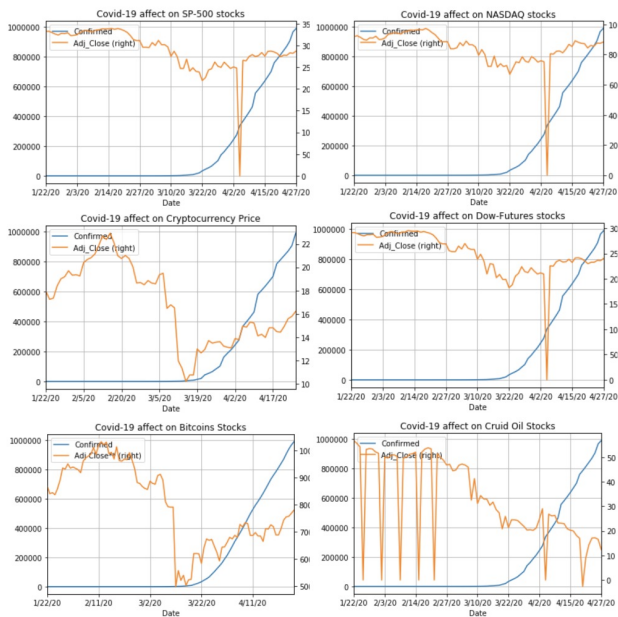 Covid-19 affect on SP-500 stocks
Confirmed
Adj_Close (right)
1000000
800000
600000
400000
200000
0
35
30
25
20
15
10
5
0
1/22/20 2/3/20 2/14/20 2/27/20 3/10/20 3/22/20 4/2/20 4/15/20 4/27/20
Date
Covid-19 affect on NASDAQ stocks
Confirmed
Adj_Close (right)
1000000
800000
600000
400000
200000
0
10
80
60
40
20
0
1/22/20 2/3/20 2/14/20 2/27/20 3/10/20 3/22/20 4/2/20 4/15/20 4/27/20
Date
Covid-19 affect on Cryptocurrency Price
Confirmed
Adj_Close (right)
1000000
800000
600000
400000
200000
0
22
20
18
16
14
12
10
1/22/20 2/5/20 2/20/20 3/5/20 3/19/20 4/2/20 4/17/20
Date
Covid-19 affect on Dow-Futures stocks
Confirmed
Adj_Close (right)
1000000
800000
600000
400000
200000
0
30
25
20
15
10
5
0
1/22/20 2/3/20 2/14/20 2/27/20 3/10/20 3/22/20 4/2/20 4/15/20 4/27/20
Date
Covid-19 affect on Bitcoins Stocks
Confirmed
Adj_Close* (right)
1000000
800000
600000
400000
200000
0
100
900
800
700
600
500
1/22/20 2/11/20 3/2/20 3/22/20 4/11/20
Date
Covid-19 affect on Cruid Oil Stocks
Confirmed
Adj_Close (right)
1000000
800000
600000
400000
200000
0
50
40
30
20
10
0
1/22/20 2/3/20 2/14/20 2/27/20 3/10/20 3/22/20 4/2/20 4/15/20 4/27/20
Date